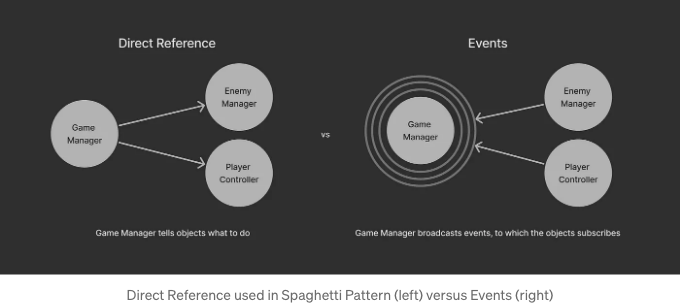 Direct Reference
Events
Game
Manager
Enemy
Manager
Player
Controller
vs
Game
Manager
Enemy
Manager
Player
Controller
Game Manager tells objects what to do
Game Manager broadcasts events, to which the objects subscribes
Direct Reference used in Spaghetti Pattern (left) versus Events (right)